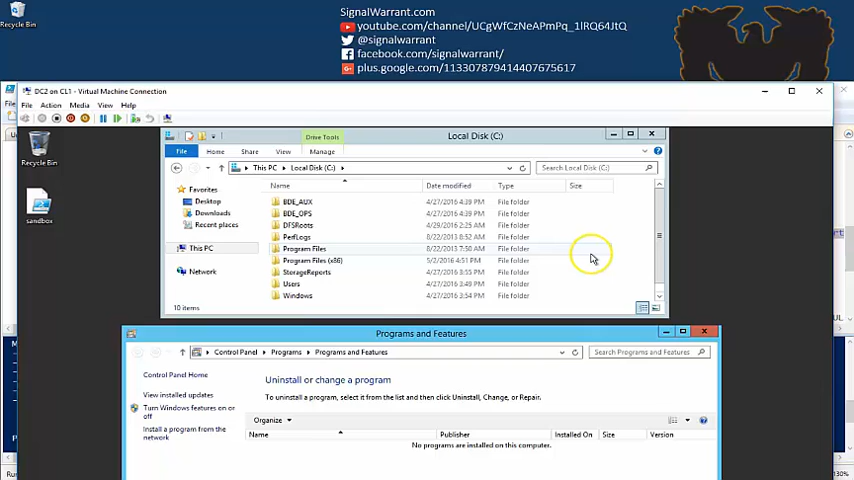 SignalWarrant.com
youtube.com/channel/UCgWfCzNeAPmPq_1lRQ64JtQ
@signalwarrant
facebook.com/signalwarrant/
plus.google.com/113307879414407675617
Recycle Bin
DC2 on CL1 - Virtual Machine Connection
File Action Media View Help
Recycle Bin
sandbox
Drive Tools
Local Disk (C:)
File Home Share View Manage
This PC Local Disk (C:)
Search Local Disk (C:)
Favorites
Desktop
Downloads
Recent places
This PC
Network
Name Date modified Type Size
BDE_AUX 4/27/2016 4:39 PM File folder
BDE_OPS 4/27/2016 4:39 PM File folder
DFSRoots 4/29/2016 2:25 AM File folder
PerfLogs 8/22/2013 8:52 AM File folder
Program Files 8/22/2013 7:50 AM File folder
Program Files (x86) 5/2/2016 4:51 PM File folder
StorageReports 4/27/2016 3:55 PM File folder
Users 4/27/2016 3:49 PM File folder
Windows 4/27/2016 3:54 PM File folder
10 items
Programs and Features
Control Panel Programs Programs and Features
Search Programs and Features
Control Panel Home
View installed updates
Turn Windows features on or
off
Install a program from the
network
Uninstall or change a program
To uninstall a program, select it from the list and then click Uninstall, Change, or Repair.
Organize
Name Publisher Installed On Size Version
No programs are installed on this computer.
130%